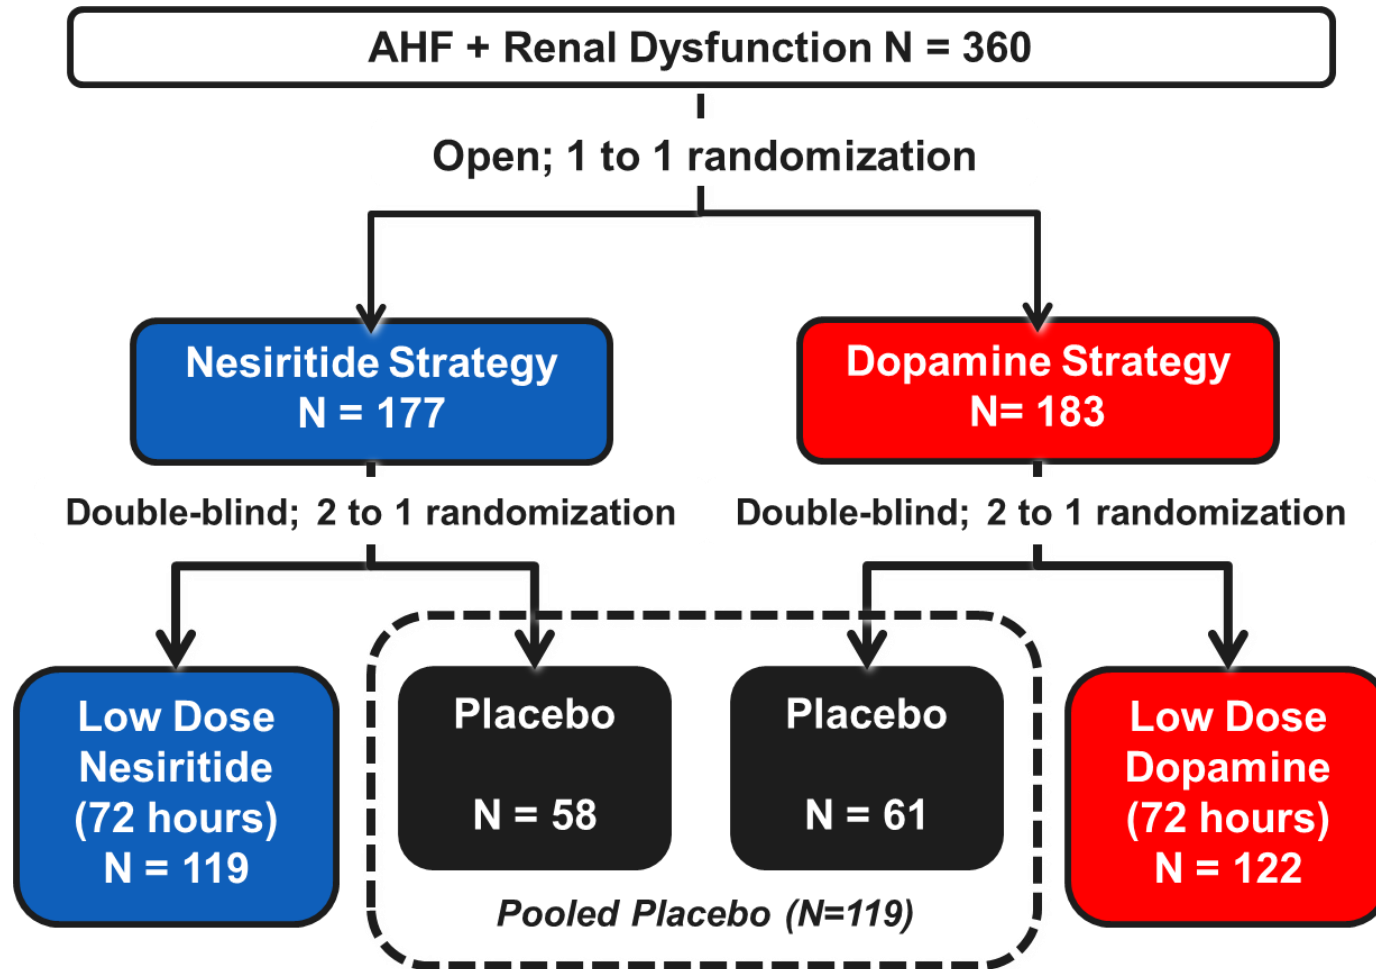 AHF + Renal Dysfunction N = 360
Open; 1 to 1 randomization
Nesiritide Strategy
N = 177
Dopamine Strategy
N= 183
Double-blind; 2 to 1 randomization
Double-blind; 2 to 1 randomization
Low Dose
Nesiritide
(72 hours)
N = 119
Placebo
N = 58
Placebo
N = 61
Low Dose
Dopamine
(72 hours)
N = 122
Pooled Placebo (N=119)